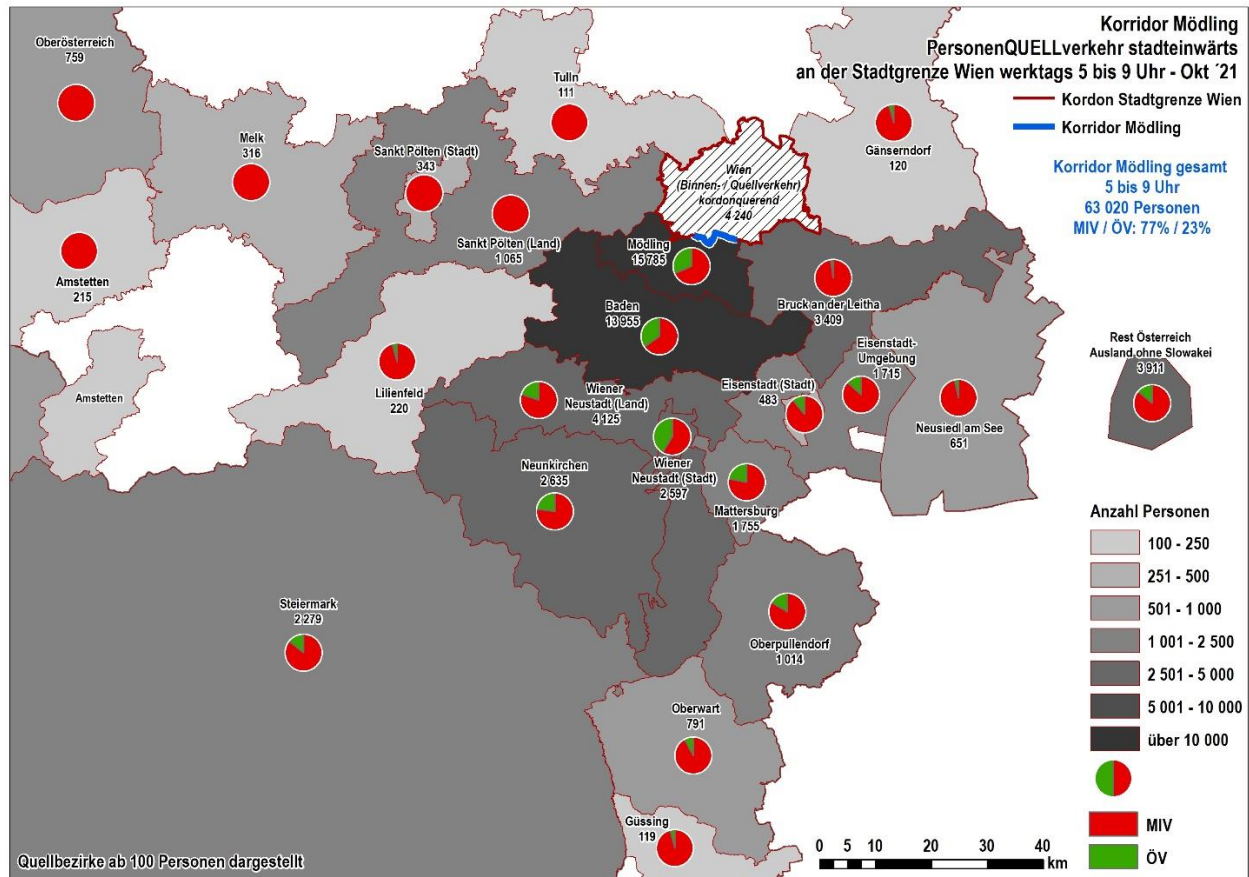 Korridor Mödling
PersonenQUELLverkehr stadteinwärts
an der Stadtgrenze Wien werktags 5 bis 9 Uhr - Okt ´21
Kordon Stadtgrenze Wien
Korridor Mödling
Korridor Mödling gesamt
5 bis 9 Uhr
63 020 Personen
MIV / ÖV: 77% / 23%
Oberösterreich
759
Melk
316
Sankt Pölten (Stadt)
343
Tulln
111
Gänserndorf
120
Wien
(Binnen- / Quellverkehr)
kordonquerend
4 240
Sankt Pölten (Land)
1 065
Amstetten
215
Mödling
15 785
Baden
13 955
Bruck an der Leitha
3 409
Eisenstadt-
Umgebung
1 715
Rest Österreich
Ausland ohne Slowakei
3 911
Amstetten
Lilienfeld
220
Wiener
Neustadt (Land)
4 125
Eisenstadt (Stadt)
483
Neusiedl am See
651
Neunkirchen
2 635
Wiener
Neustadt (Stadt)
2 597
Mattersburg
1 755
Steiermark
2 279
Oberpullendorf
1 014
Oberwart
791
Güssing
119
Anzahl Personen
100 - 250
251 - 500
501 - 1 000
1 001 - 2 500
2 501 - 5 000
5 001 - 10 000
über 10 000
MIV
ÖV
Quellbezirke ab 100 Personen dargestellt
0 5 10 20 30 40
km